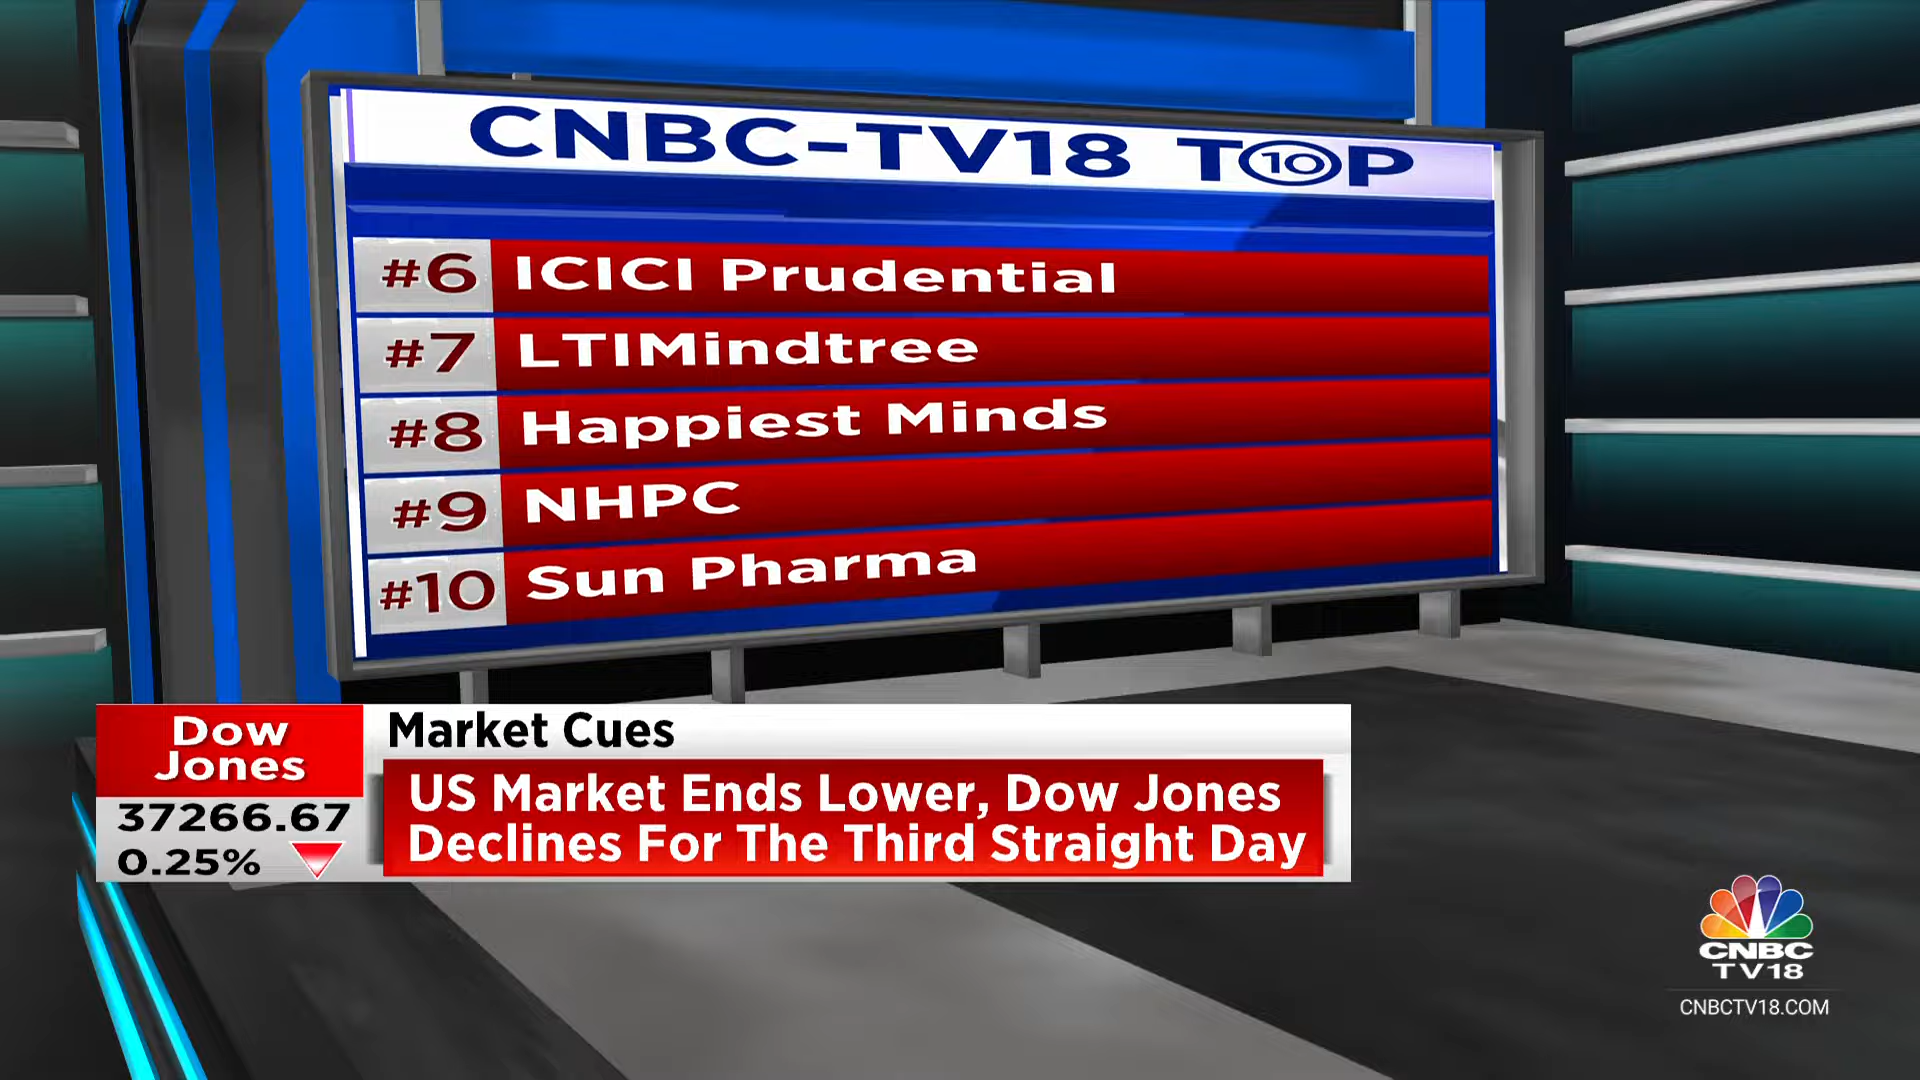 CNBC-TV18 TOP
10
#6 ICICI Prudential
#7 LTIMindtree
#8 Happiest Minds
#9 NHPC
#10 Sun Pharma
Dow
Jones
37266.67
0.25%
Market Cues
US Market Ends Lower, Dow Jones
Declines For The Third Straight Day
CNBC
TV18
CNBCTV18.COM